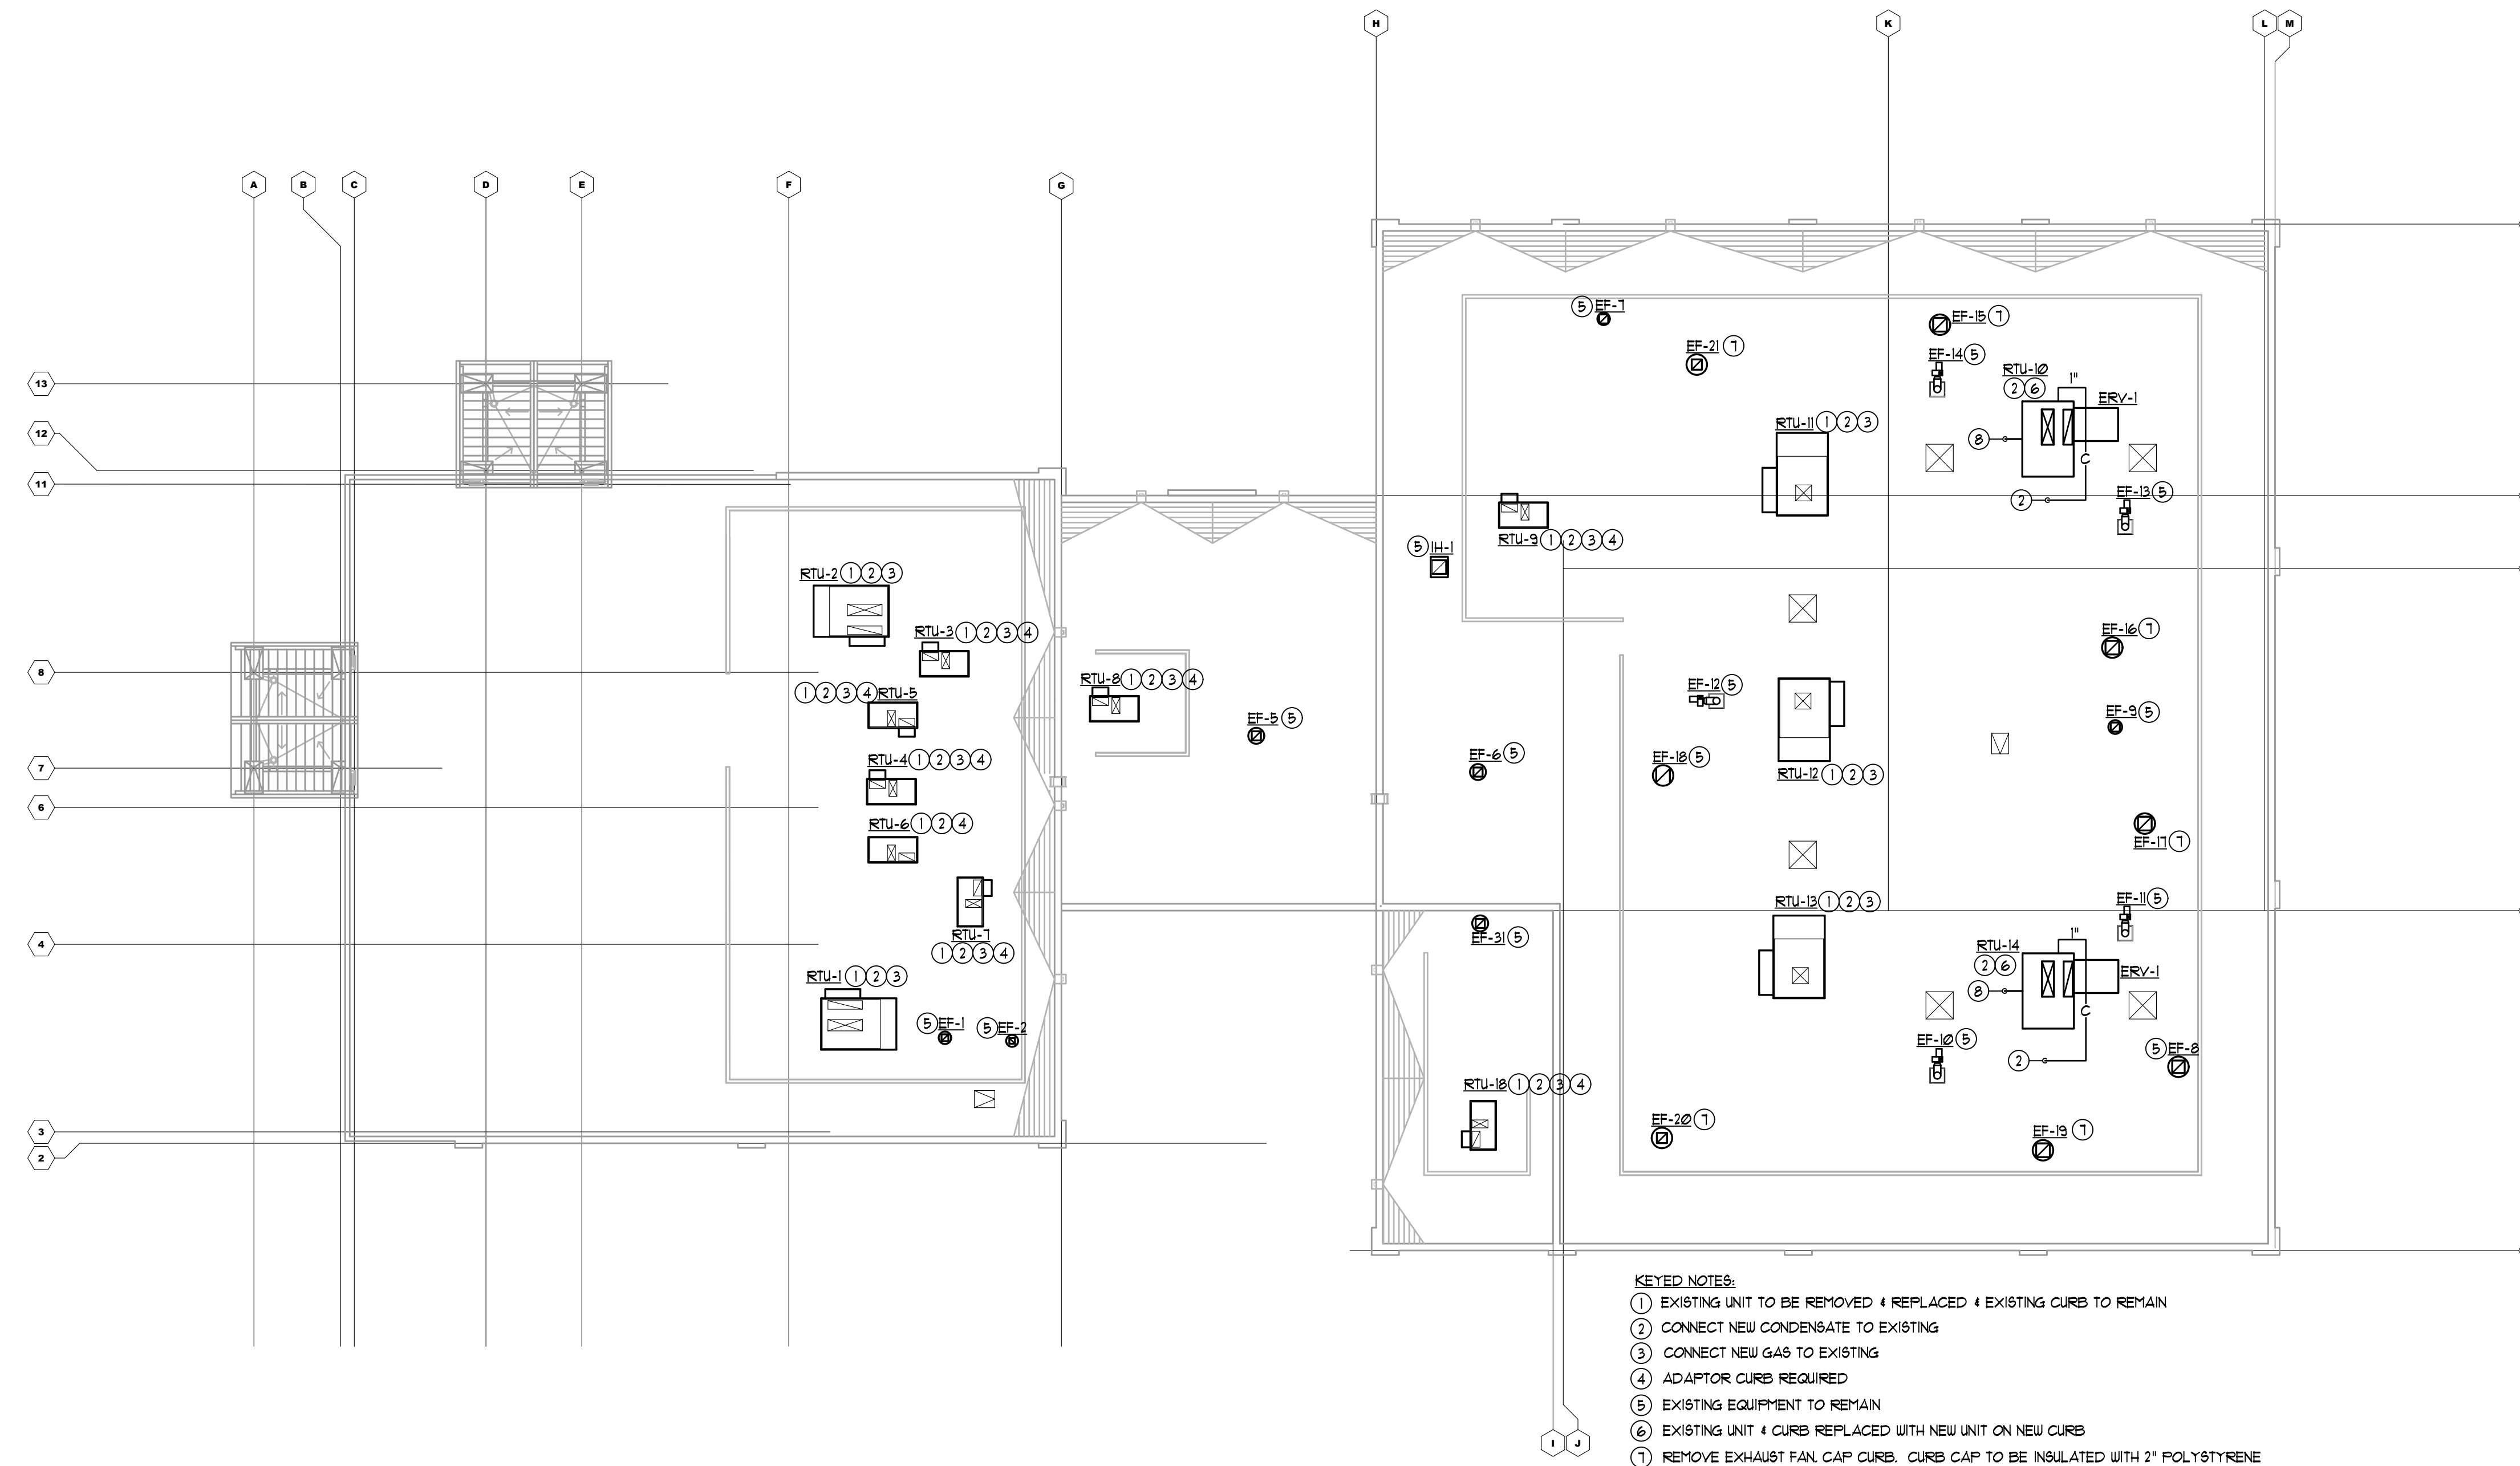 H K L M
A B C D E F G
13
12
11
8
7
6
4
3
2
I J
5 EF-7
EF-15 7
EF-21 7
EF-14 5
RTU-10
2 6
1"
ERV-1
8
C
2
RTU-11 1 2 3
EF-13 5
RTU-9 1 2 3 4
5 IH-1
RTU-2 1 2 3
RTU-3 1 2 3 4
1 2 3 4 RTU-5
RTU-8 1 2 3 4
EF-5 5
RTU-4 1 2 3 4
RTU-6 1 2 4
RTU-7
1 2 3 4
RTU-1 1 2 3
5 EF-1
5 EF-2
EF-16 7
EF-12 5
EF-9 5
EF-6 5
EF-18 5
RTU-12 1 2 3
EF-17 7
RTU-13 1 2 3
EF-11 5
EF-31 5
1"
RTU-14
2 6
ERV-1
8
C
EF-10 5
2
5 EF-8
RTU-18 1 2 3 4
EF-20 7
EF-19 7
KEYED NOTES:
1 EXISTING UNIT TO BE REMOVED & REPLACED & EXISTING CURB TO REMAIN
2 CONNECT NEW CONDENSATE TO EXISTING
3 CONNECT NEW GAS TO EXISTING
4 ADAPTOR CURB REQUIRED
5 EXISTING EQUIPMENT TO REMAIN
6 EXISTING UNIT & CURB REPLACED WITH NEW UNIT ON NEW CURB
7 REMOVE EXHAUST FAN. CAP CURB. CURB CAP TO BE INSULATED WITH 2" POLYSTYRENE